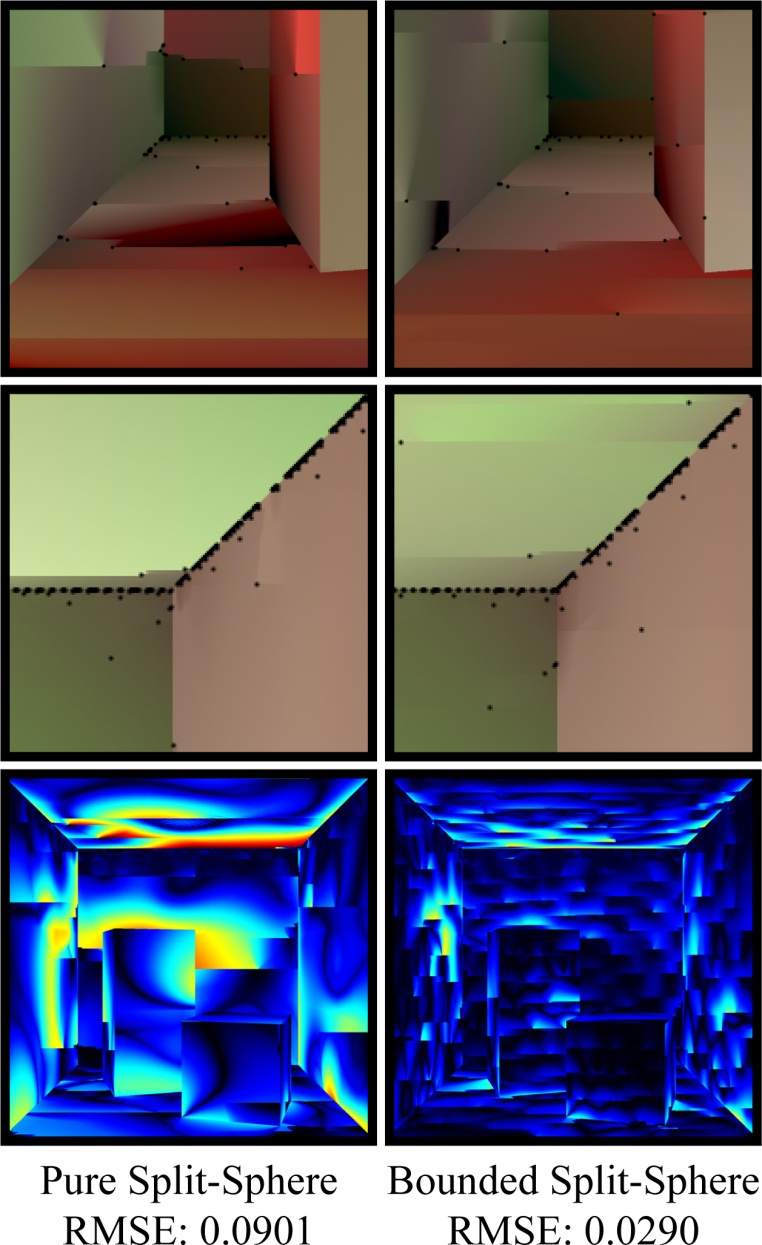 Pure Split-Sphere
RMSE: 0.0901
Bounded Split-Sphere
RMSE: 0.0290